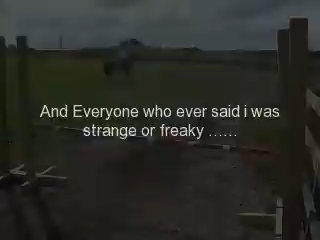 And Everyone who ever said i was
strange or freaky ……